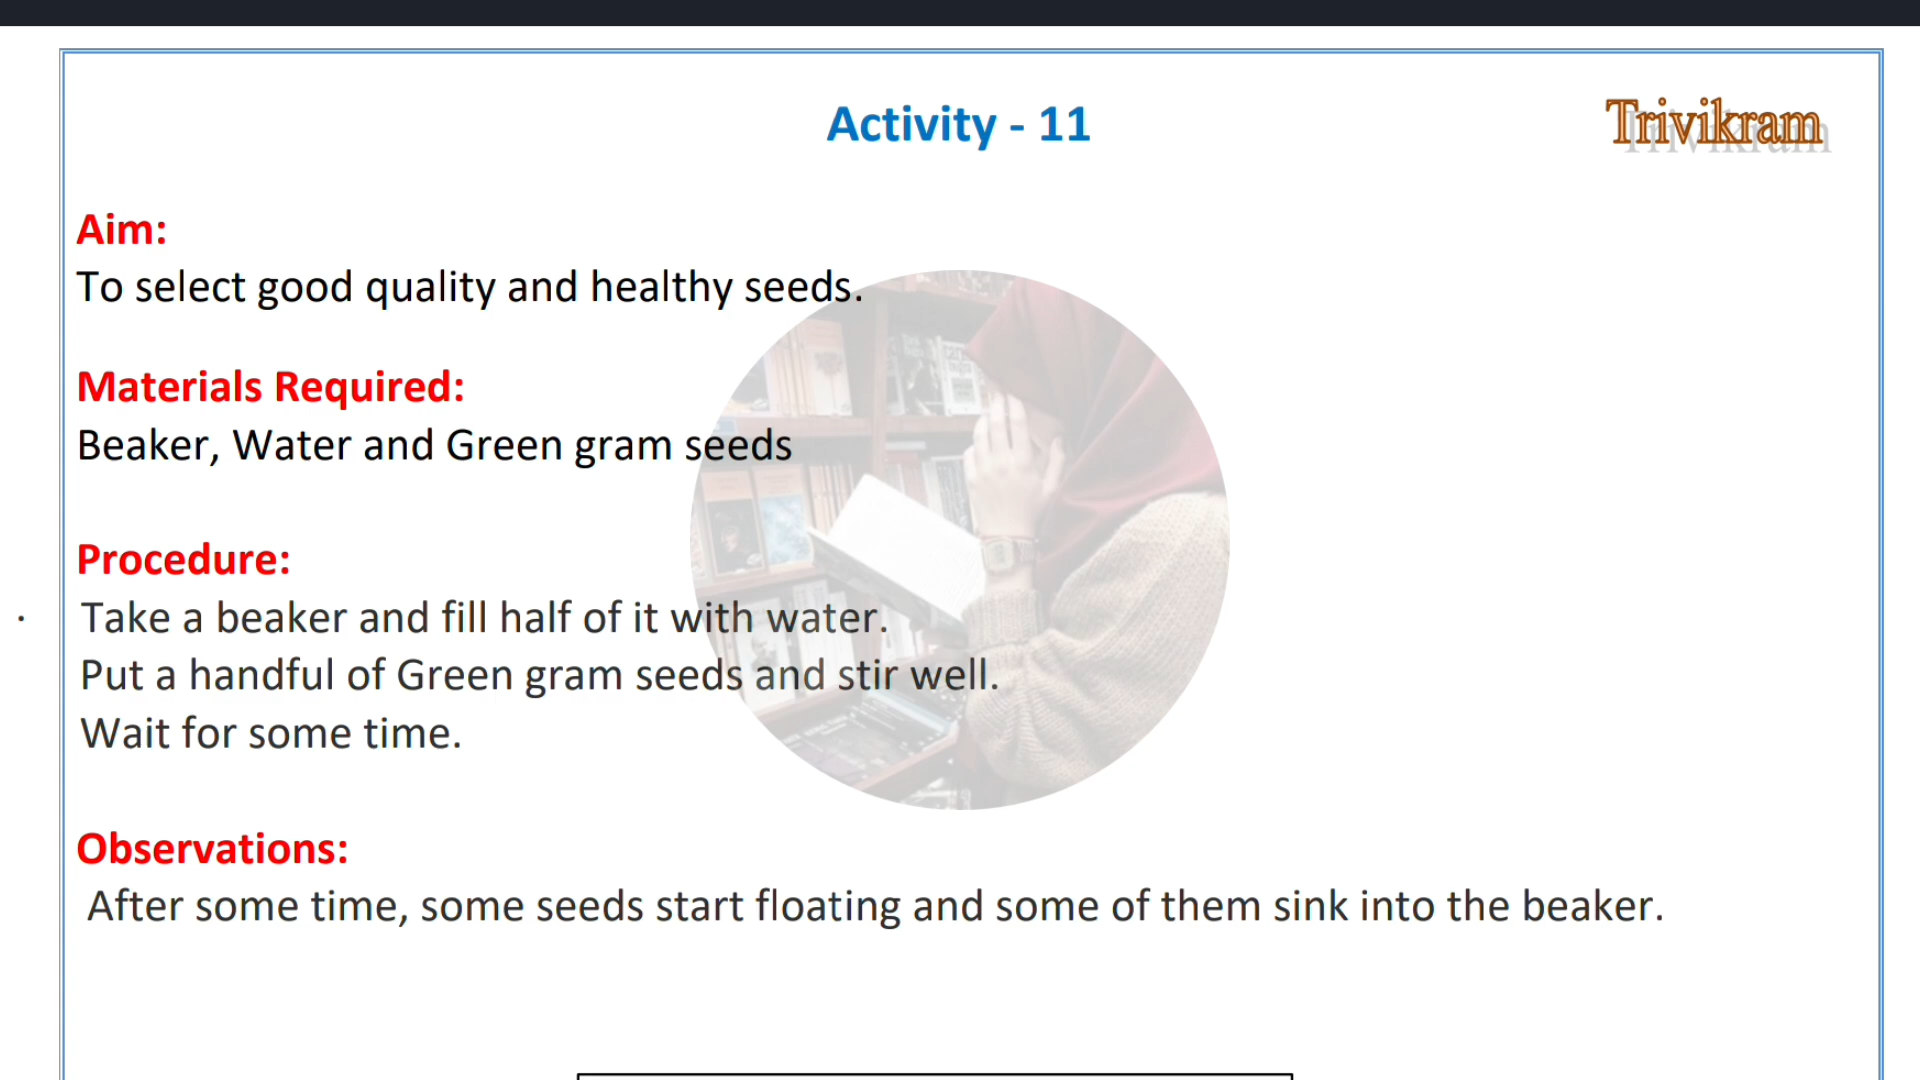 Activity - 11
Trivikram
Aim:
To select good quality and healthy seeds.
Materials Required:
Beaker, Water and Green gram seeds
Procedure:
Take a beaker and fill half of it with water.
Put a handful of Green gram seeds and stir well.
Wait for some time.
Observations:
After some time, some seeds start floating and some of them sink into the beaker.